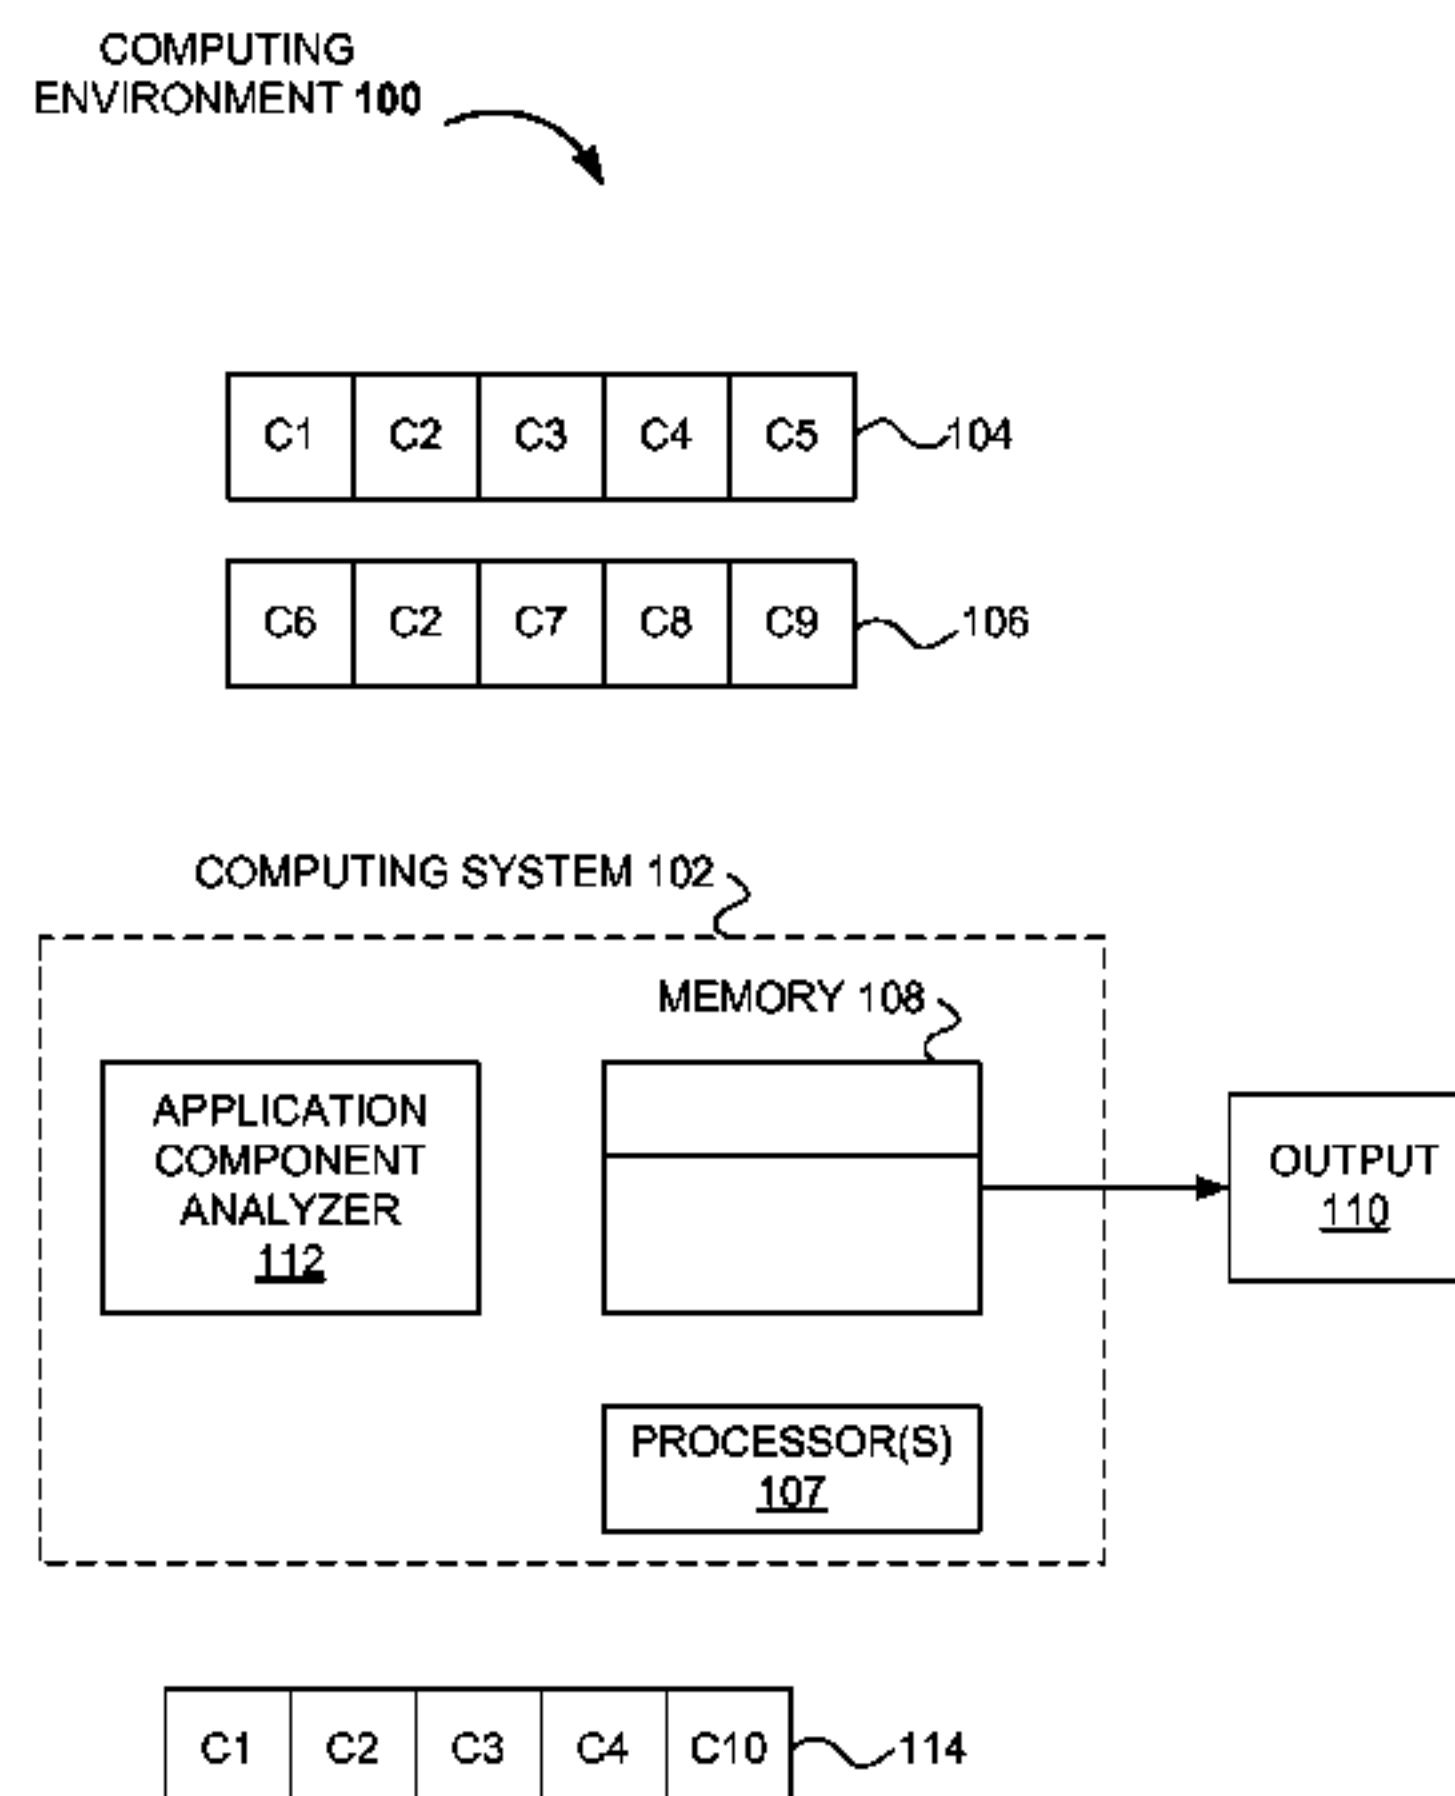 COMPUTING
ENVIRONMENT 100
C1 C2 C3 C4 C5 104
C6 C2 C7 C8 C9 106
COMPUTING SYSTEM 102
MEMORY 108
APPLICATION
COMPONENT
ANALYZER
112
OUTPUT
110
PROCESSOR(S)
107
C1 C2 C3 C4 C10 114